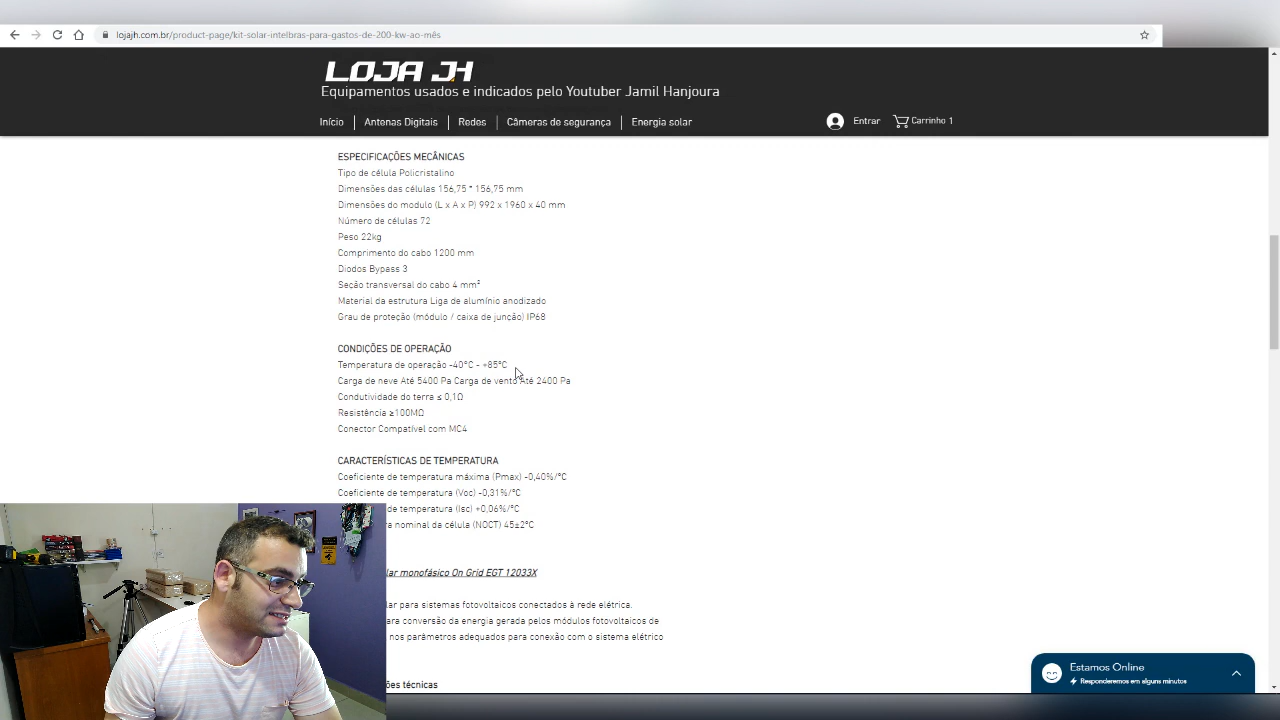 lojajh.com.br/product-page/kit-solar-intelbras-para-gastos-de-200-kw-ao-mês
LOJA JH
Equipamentos usados e indicados pelo Youtuber Jamil Hanjoura
Início Antenas Digitais Redes Câmeras de segurança Energia solar Entrar Carrinho 1
ESPECIFICAÇÕES MECÂNICAS
Tipo de célula Policristalino
Dimensões das células 156,75 * 156,75 mm
Dimensões do modulo (L x A x P) 992 x 1960 x 40 mm
Número de células 72
Peso 22kg
Comprimento do cabo 1200 mm
Diodos Bypass 3
Seção transversal do cabo 4 mm²
Material da estrutura Liga de alumínio anodizado
Grau de proteção (módulo / caixa de junção) IP68
CONDIÇÕES DE OPERAÇÃO
Temperatura de operação -40°C - +85°C
Carga de neve Até 5400 Pa Carga de vento Até 2400 Pa
Condutividade do terra ≤ 0,1Ω
Resistência ≥100MΩ
Conector Compatível com MC4
CARACTERÍSTICAS DE TEMPERATURA
Coeficiente de temperatura máxima (Pmax) -0,40%/°C
Coeficiente de temperatura (Voc) -0,31%/°C
de temperatura (Isc) +0,06%/°C
nominal da célula (NOCT) 45±2°C
monofásico On Grid EGT 12033X
para sistemas fotovoltaicos conectados à rede elétrica.
para conversão da energia gerada pelos módulos fotovoltaicos de
nos parâmetros adequados para conexão com o sistema elétrico
técnicas
Estamos Online
Responderemos em alguns minutos